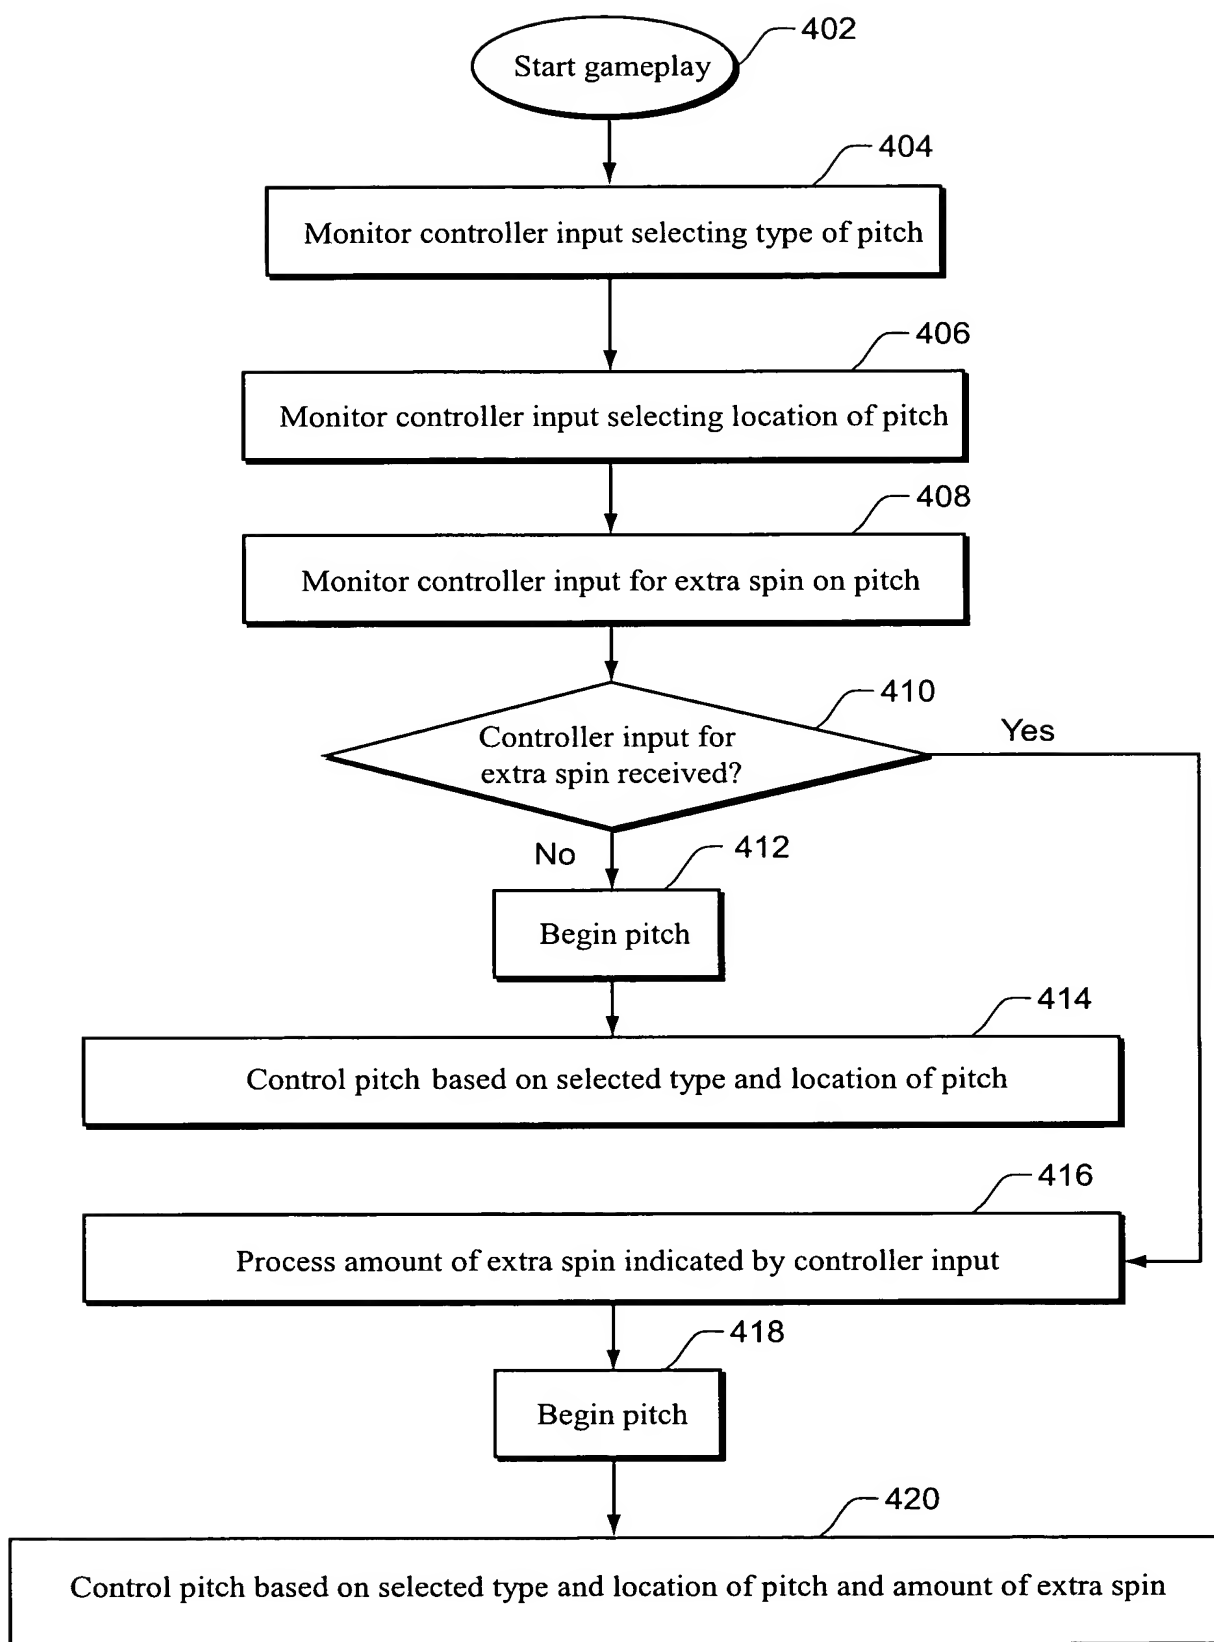 402
Start gameplay
404
Monitor controller input selecting type of pitch
406
Monitor controller input selecting location of pitch
408
Monitor controller input for extra spin on pitch
410
Controller input for
extra spin received?
Yes
No
412
Begin pitch
414
Control pitch based on selected type and location of pitch
416
Process amount of extra spin indicated by controller input
418
Begin pitch
420
Control pitch based on selected type and location of pitch and amount of extra spin